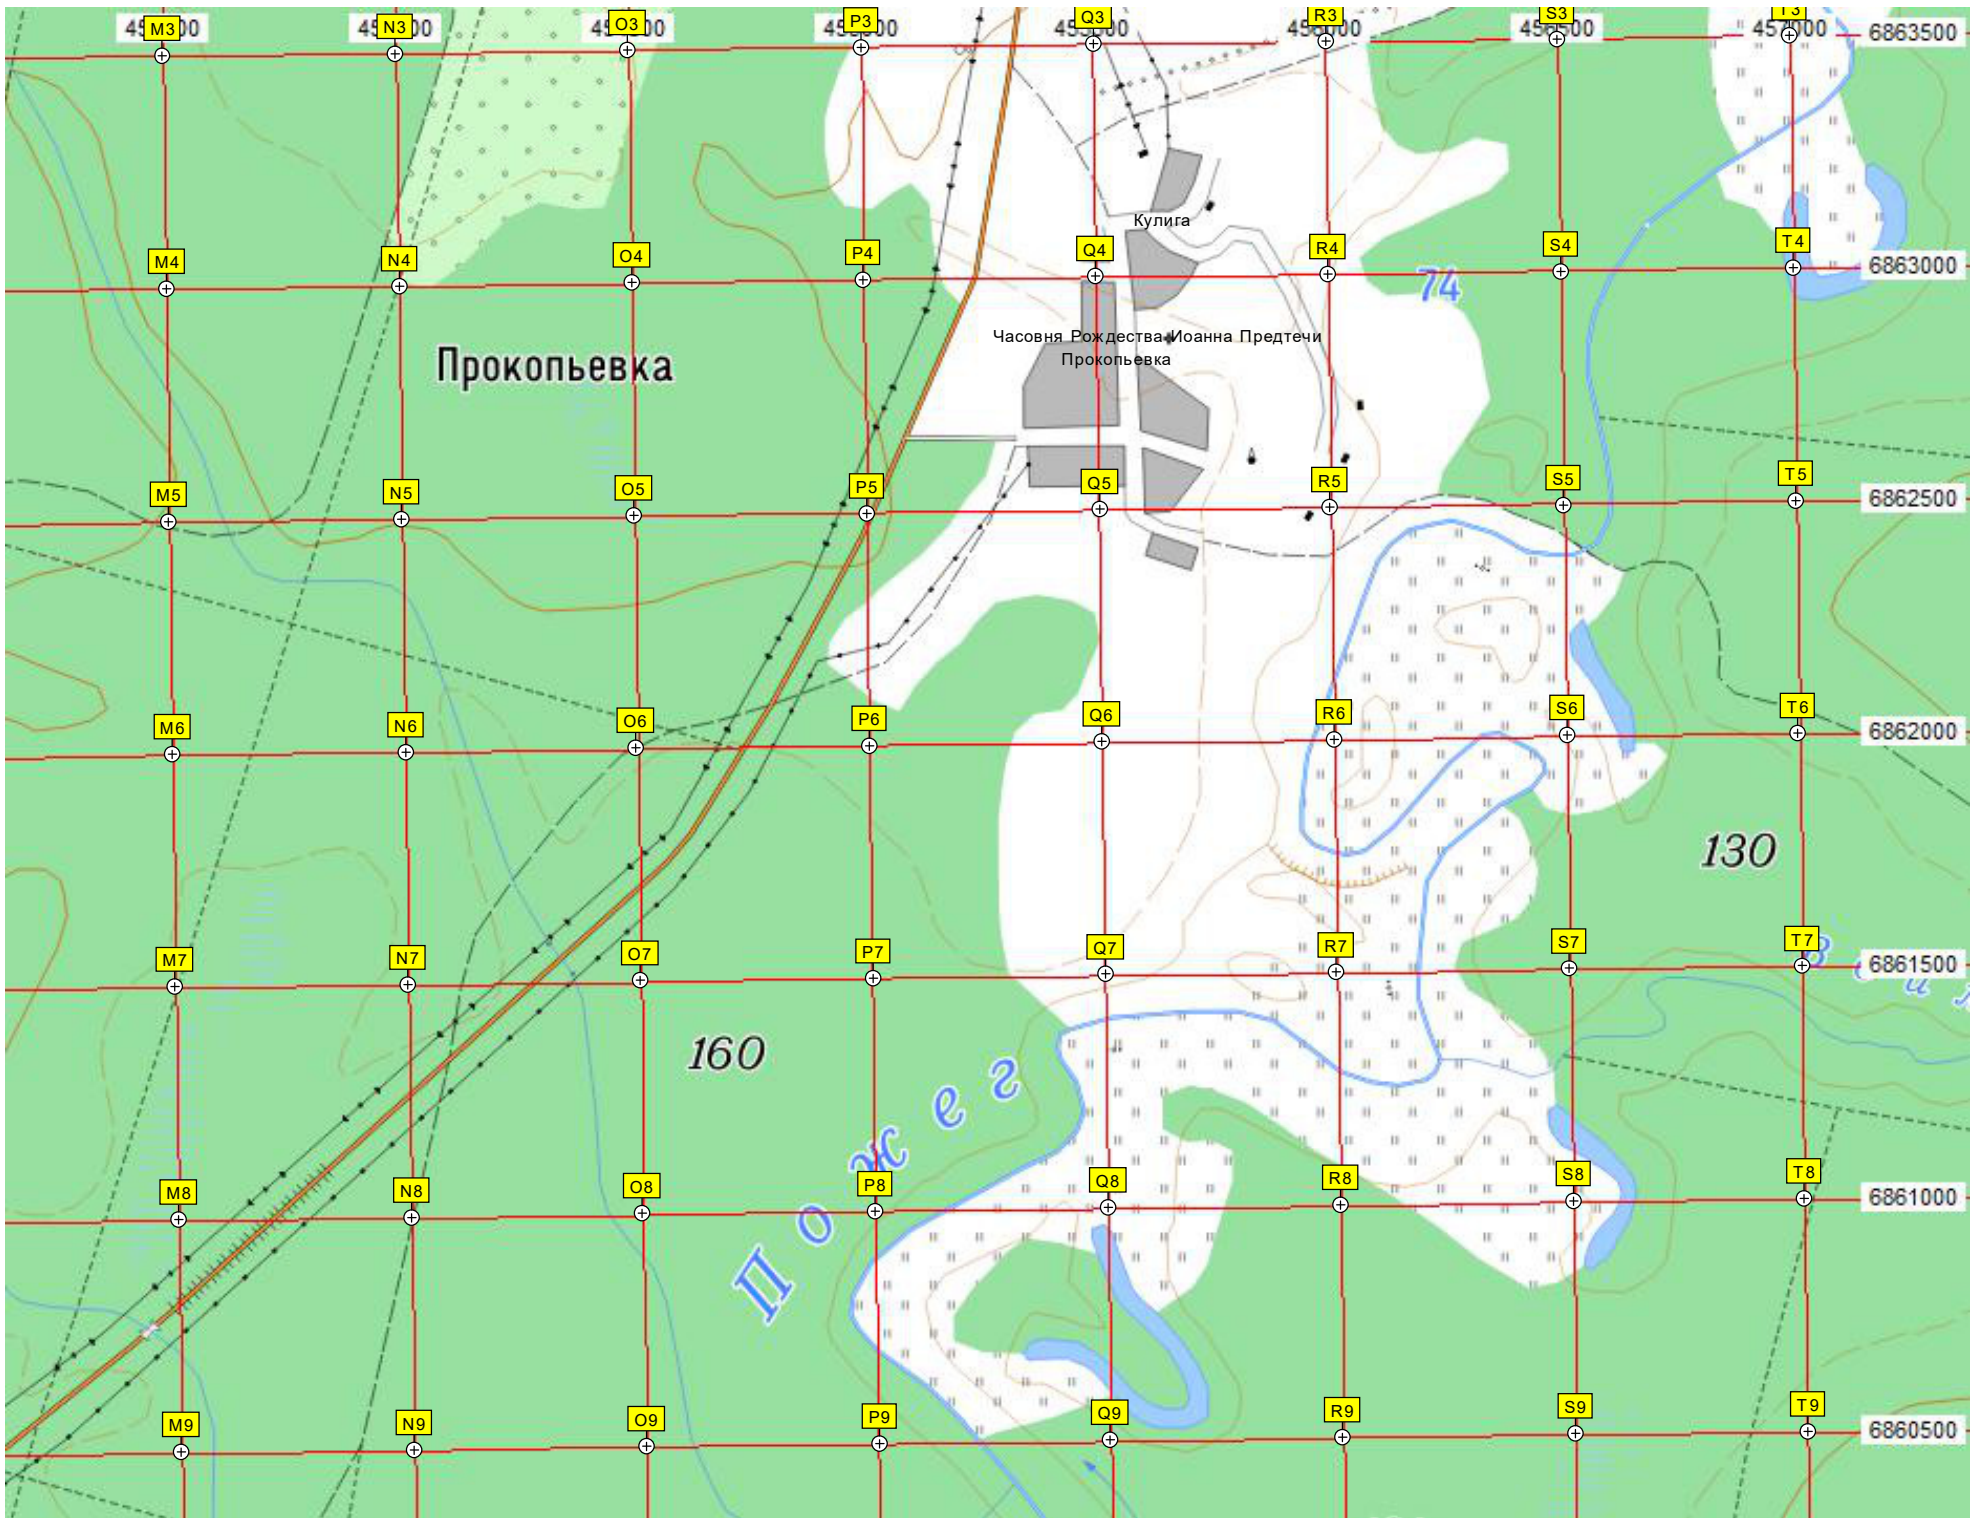 M3 N3 O3 P3 Q3 R3 S3 T3
6863500
Кулига
M4 N4 O4 P4 Q4 R4 S4 T4
6863000
74
Часовня Рождества Иоанна Предтечи
Прокопьевка
Прокопьевка
M5 N5 O5 P5 Q5 R5 S5 T5
6862500
M6 N6 O6 P6 Q6 R6 S6 T6
6862000
130
M7 N7 O7 P7 Q7 R7 S7 T7
6861500
160
Пожег
M8 N8 O8 P8 Q8 R8 S8 T8
6861000
M9 N9 O9 P9 Q9 R9 S9 T9
6860500